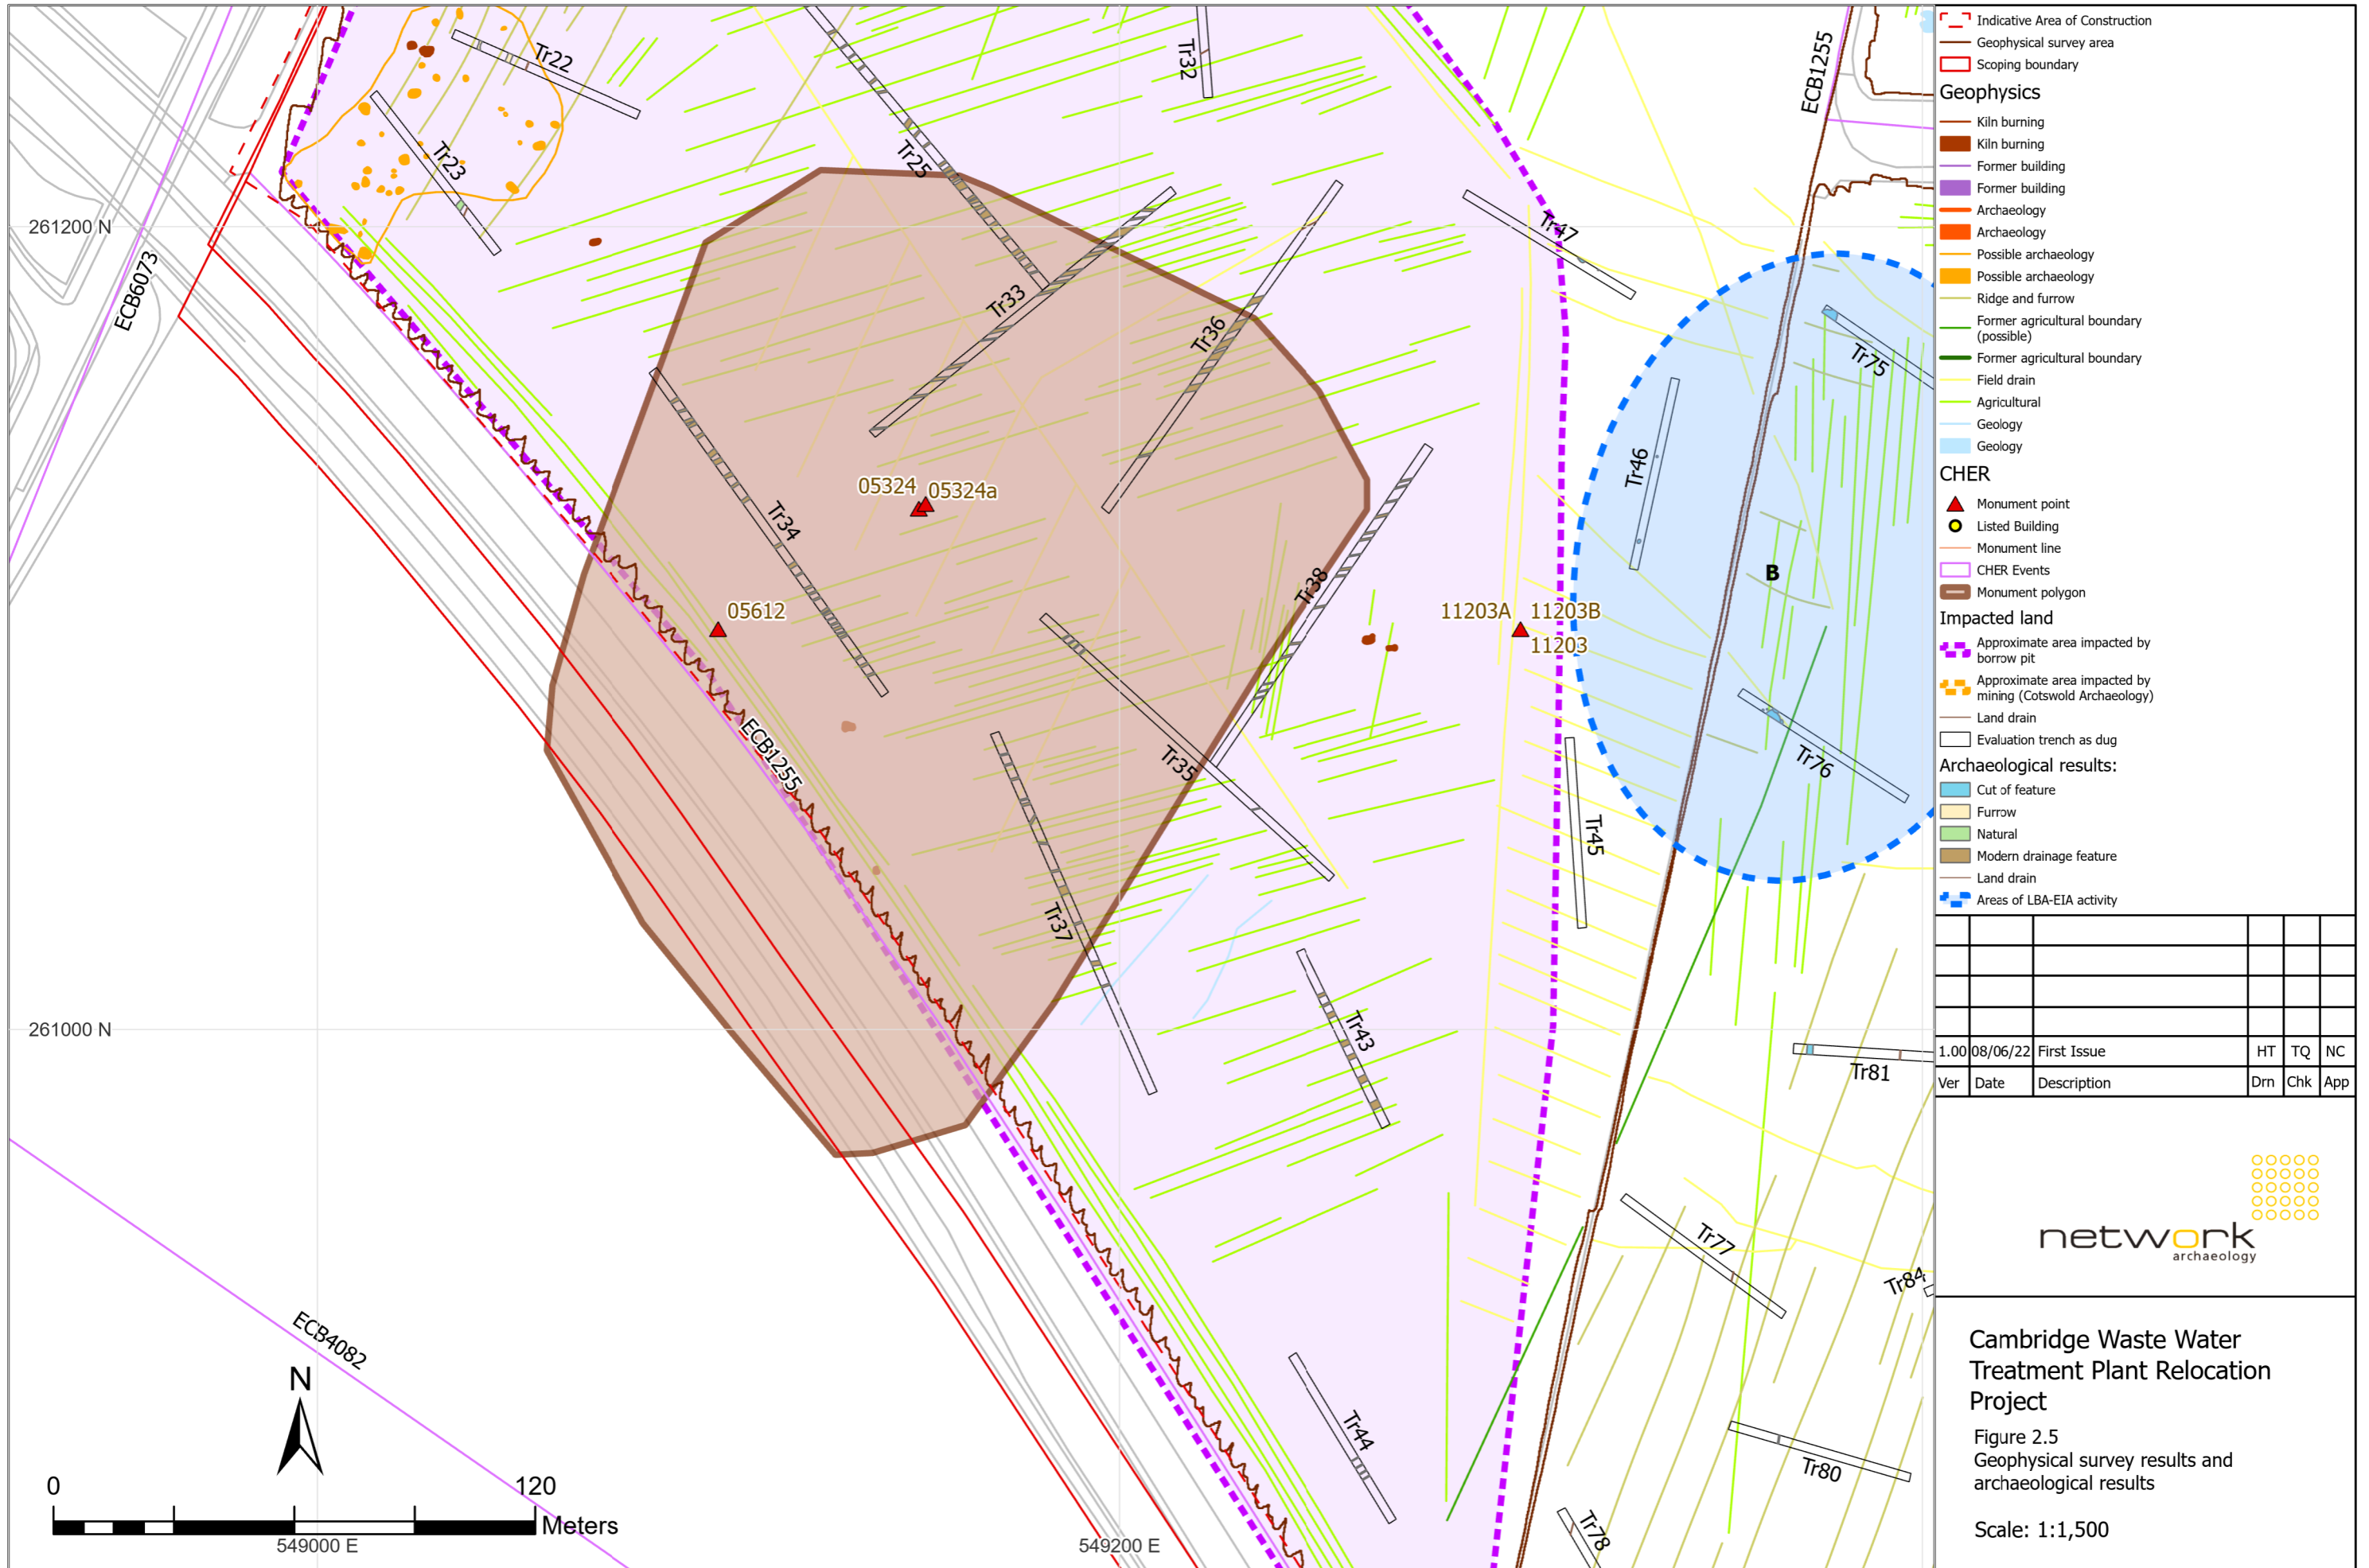 Tr22
Tr32
ECB1255
Tr23
Tr25
261200 N
ECB6073
Tr47
Tr33
Tr36
Tr75
Tr46
05324
05324a
Tr34
B
Tr38
05612
11203A
11203B
11203
ECB1255
Tr35
Tr76
Tr45
Tr37
261000 N
Tr43
Tr81
Tr77
Tr84
ECB4082
N
Tr44
Tr80
0 120
Meters
549000 E
549200 E
Tr78
Indicative Area of Construction
Geophysical survey area
Scoping boundary
Geophysics
Kiln burning
Kiln burning
Former building
Former building
Archaeology
Archaeology
Possible archaeology
Possible archaeology
Ridge and furrow
Former agricultural boundary
(possible)
Former agricultural boundary
Field drain
Agricultural
Geology
Geology
CHER
Monument point
Listed Building
Monument line
CHER Events
Monument polygon
Impacted land
Approximate area impacted by
borrow pit
Approximate area impacted by
mining (Cotswold Archaeology)
Land drain
Evaluation trench as dug
Archaeological results:
Cut of feature
Furrow
Natural
Modern drainage feature
Land drain
Areas of LBA-EIA activity
1.00 08/06/22 First Issue HT TQ NC
Ver Date Description Drn Chk App
network
archaeology
Cambridge Waste Water
Treatment Plant Relocation
Project
Figure 2.5
Geophysical survey results and
archaeological results
Scale: 1:1,500